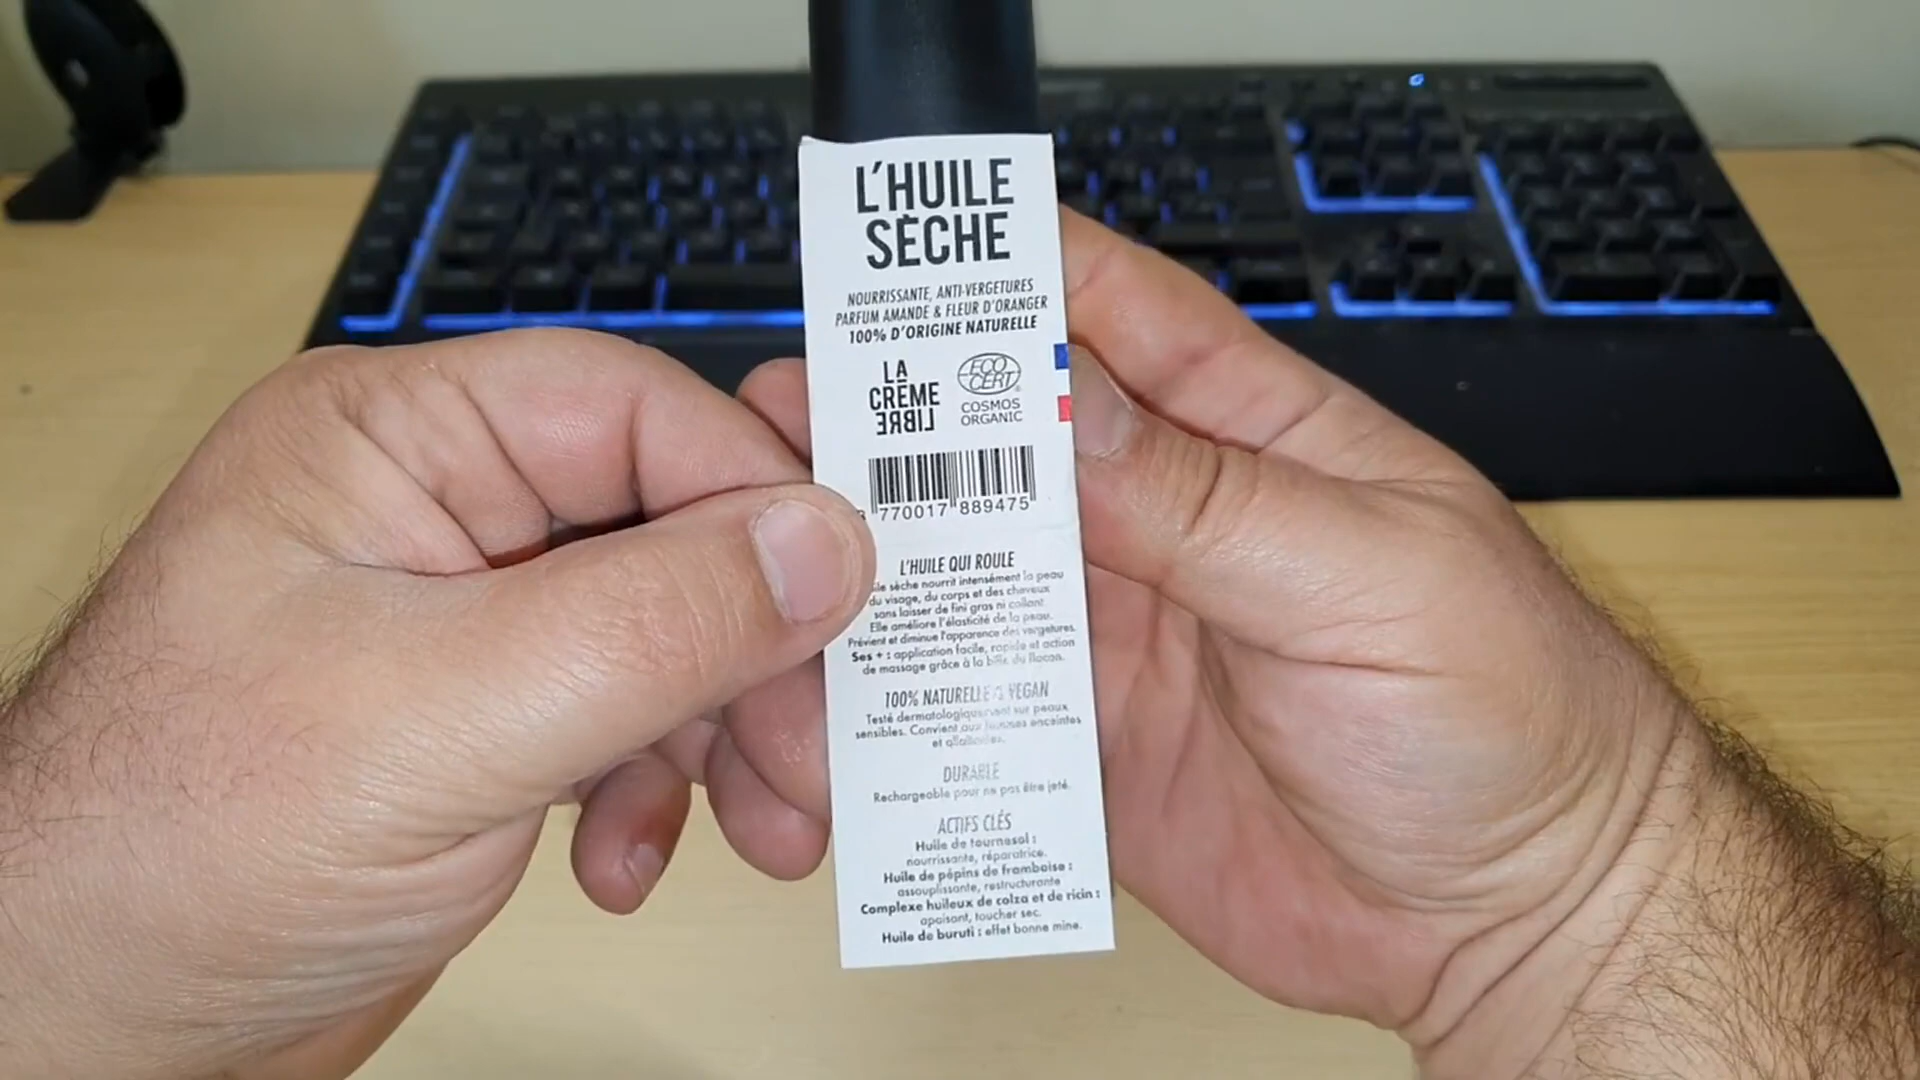 L'HUILE
SÈCHE
NOURRISSANTE, ANTI-VERGETURES
PARFUM AMANDE & FLEUR D'ORANGER
100% D'ORIGINE NATURELLE
LA
CRÈME
LIBRE
ECO
CERT
COSMOS
ORGANIC
770017 889475
L'HUILE QUI ROULE
sèche nourrit intensément la peau
du visage, du corps et des cheveux
sans laisser de fini gras ni collant.
Elle améliore l'élasticité de la peau.
Prévient et diminue l'apparence des vergetures.
Ses + : application facile, rapide et action
de massage grâce à la bille du flacon.
100% NATURELLE & VEGAN
Testé dermatologiquement sur peaux
sensibles. Convient aux femmes enceintes
et allaitantes.
DURABLE
Rechargeable pour ne pas être jeté.
ACTIFS CLÉS
Huile de tournesol :
nourrissante, réparatrice.
Huile de pépins de framboise :
assouplissante, restructurante
Complexe huileux de colza et de ricin :
apaisant, toucher sec.
Huile de buruti : effet bonne mine.